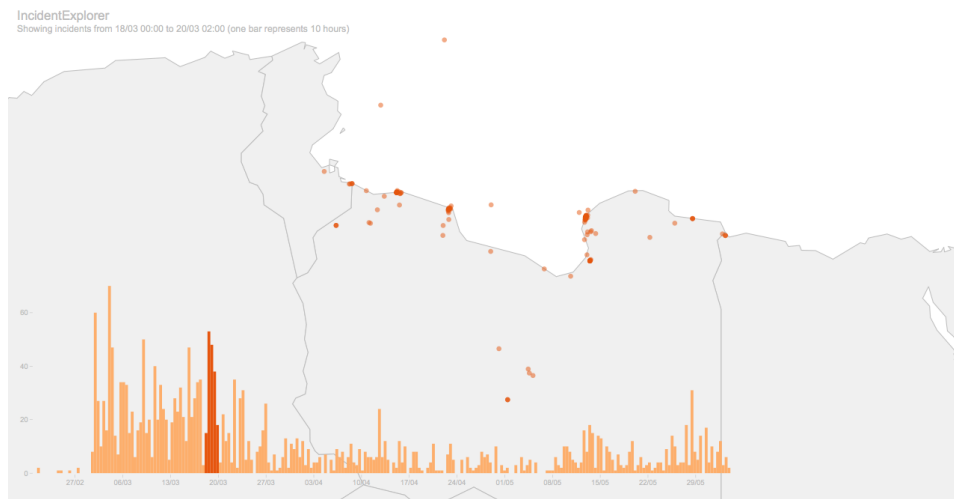 IncidentExplorer
Showing incidents from 18/03 00:00 to 20/03 02:00 (one bar represents 10 hours)
60
40
20
0
27/02 08/03 13/03 20/03 27/03 03/04 10/04 17/04 24/04 01/05 08/05 15/05 22/05 29/05